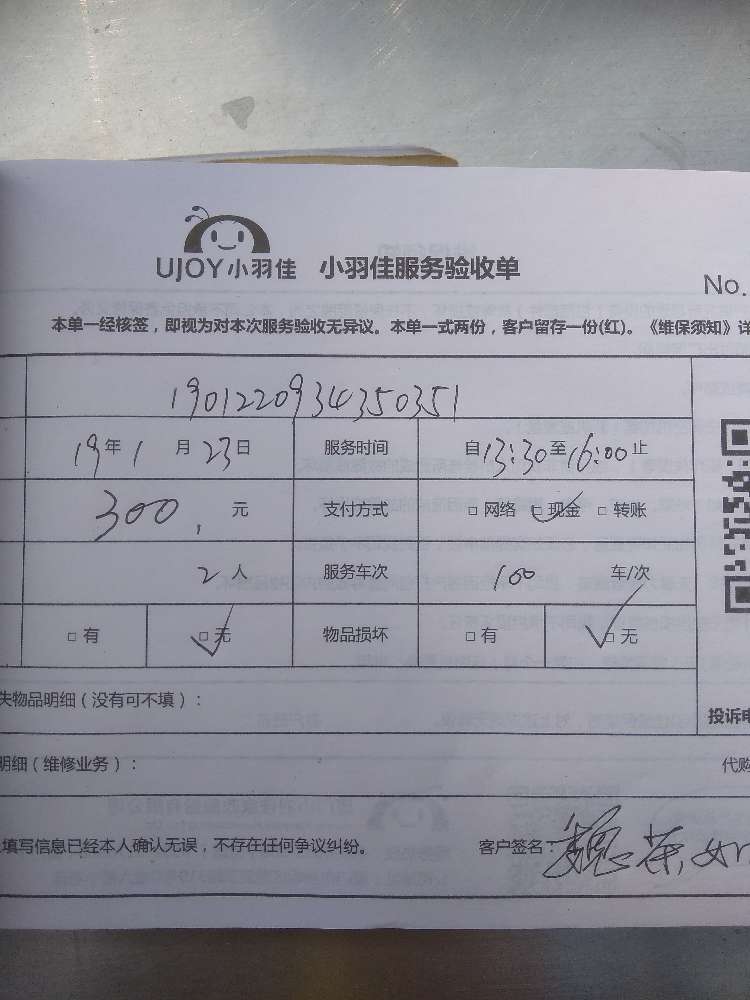 UJOY小羽佳 小羽佳服务验收单
No.
本单一经核签，即视为对本次服务验收无异议。本单一式两份，客户留存一份(红)。《维保须知》详
1901220934350351
19年1月23日 服务时间 自13:30至16:00止
300. 元 支付方式 □网络 □现金 □转账
2人 服务车次 100 车/次
□有 □无 物品损坏 □有 □无
失物品明细（没有可不填）：
投诉电
明细（维修业务）：
代购
填写信息已经本人确认无误，不存在任何争议纠纷。 客户签名：